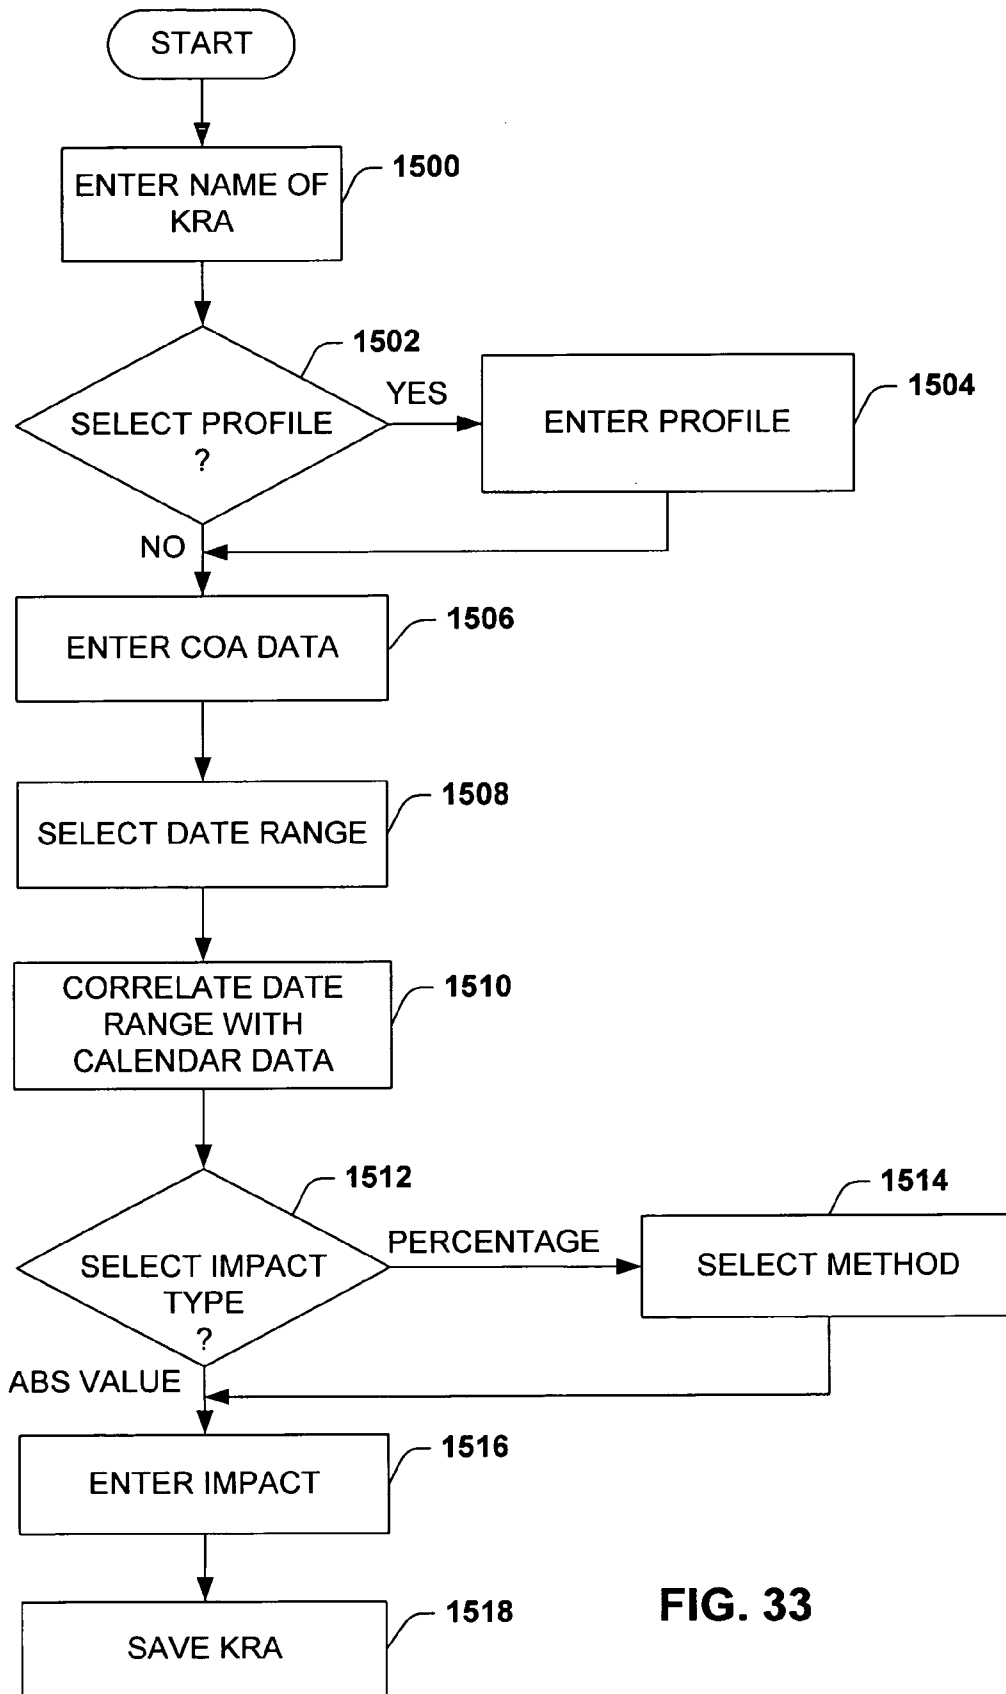 START
1500
ENTER NAME OF
KRA
1502
YES
1504
SELECT PROFILE
?
ENTER PROFILE
NO
1506
ENTER COA DATA
1508
SELECT DATE RANGE
1510
CORRELATE DATE
RANGE WITH
CALENDAR DATA
1512
1514
PERCENTAGE
SELECT IMPACT
TYPE
?
SELECT METHOD
ABS VALUE
1516
ENTER IMPACT
1518
SAVE KRA
FIG. 33